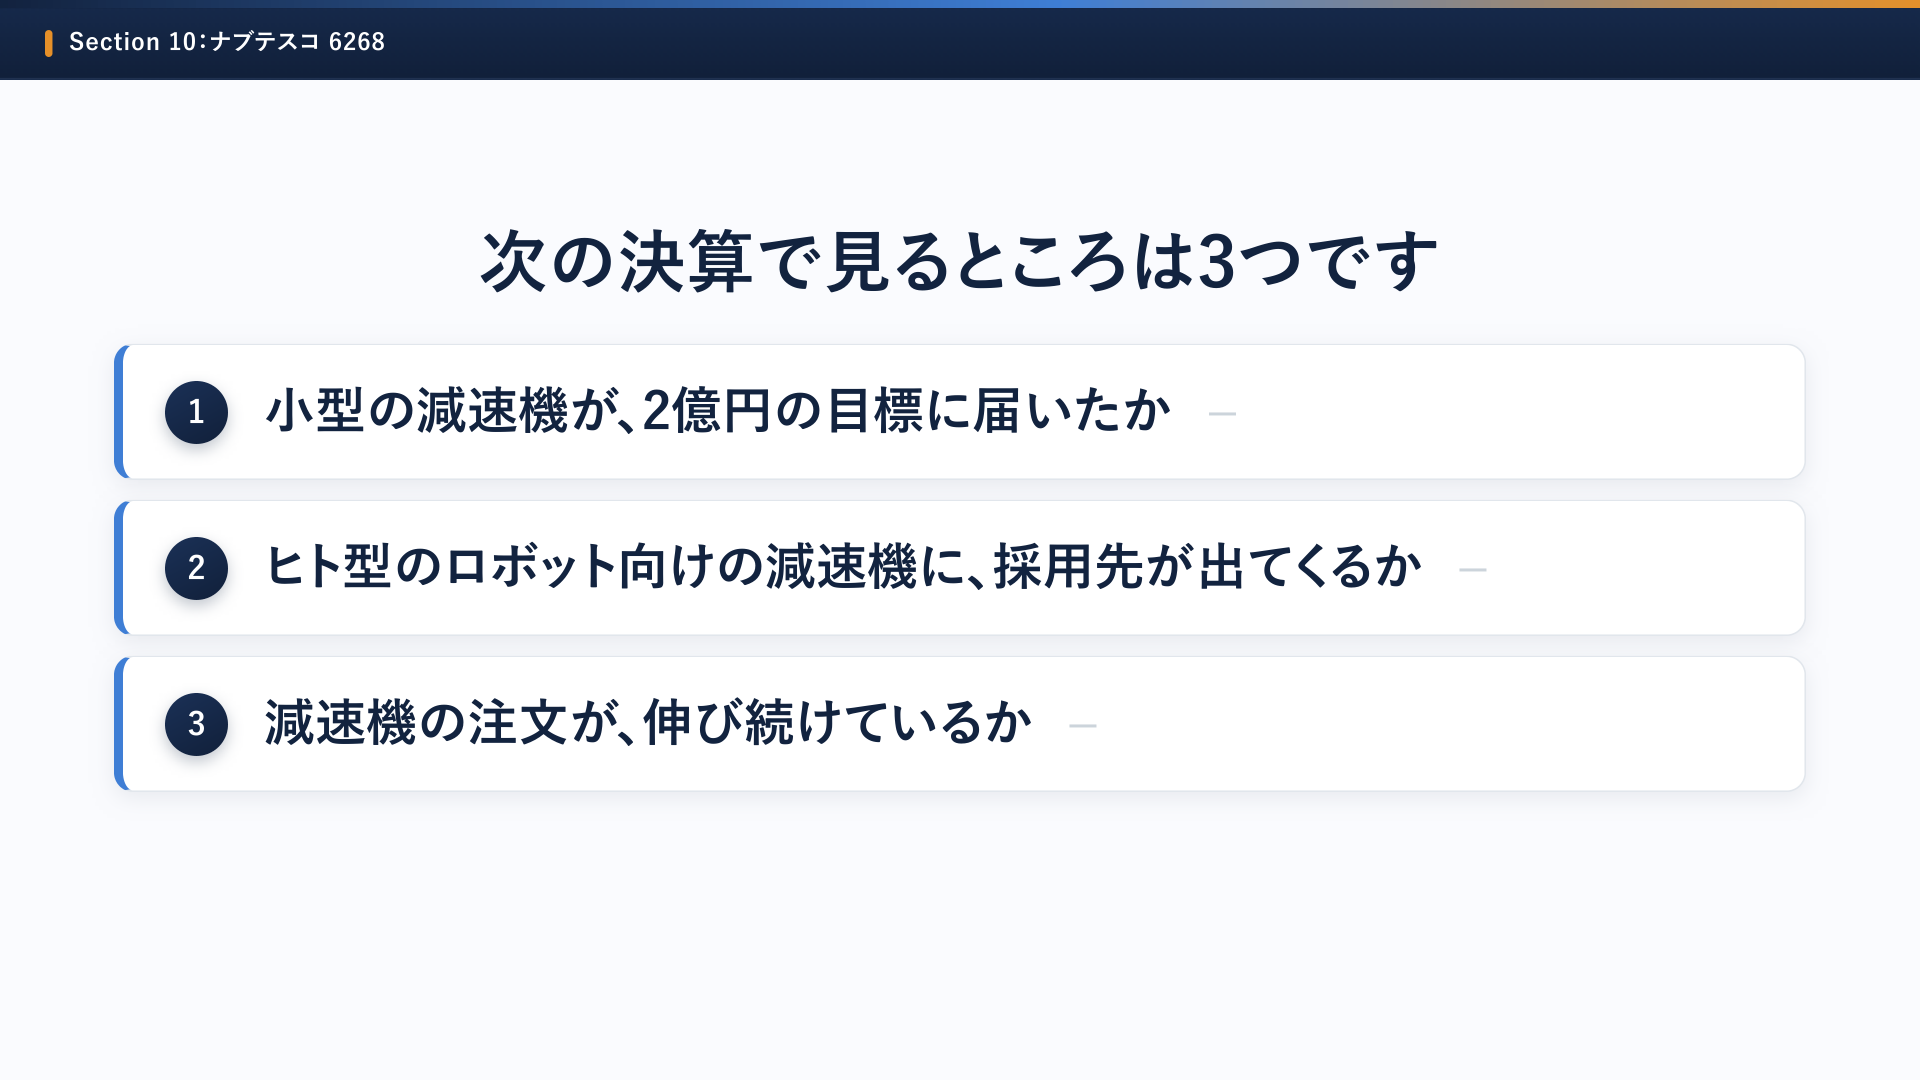 Section 10：ナブテスコ 6268
次の決算で見るところは3つです
1 小型の減速機が、2億円の目標に届いたか —
2 ヒト型のロボット向けの減速機に、採用先が出てくるか —
3 減速機の注文が、伸び続けているか —